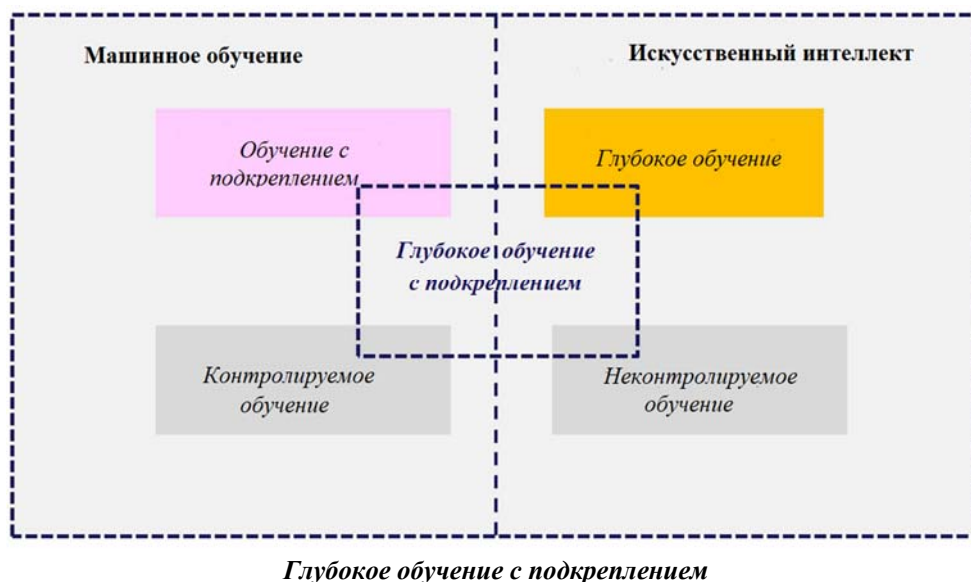 Машинное обучение
Искусственный интеллект
Обучение с
подкреплением
Глубокое обучение
Глубокое обучение
с подкреплением
Контролируемое
обучение
Неконтролируемое
обучение
Глубокое обучение с подкреплением